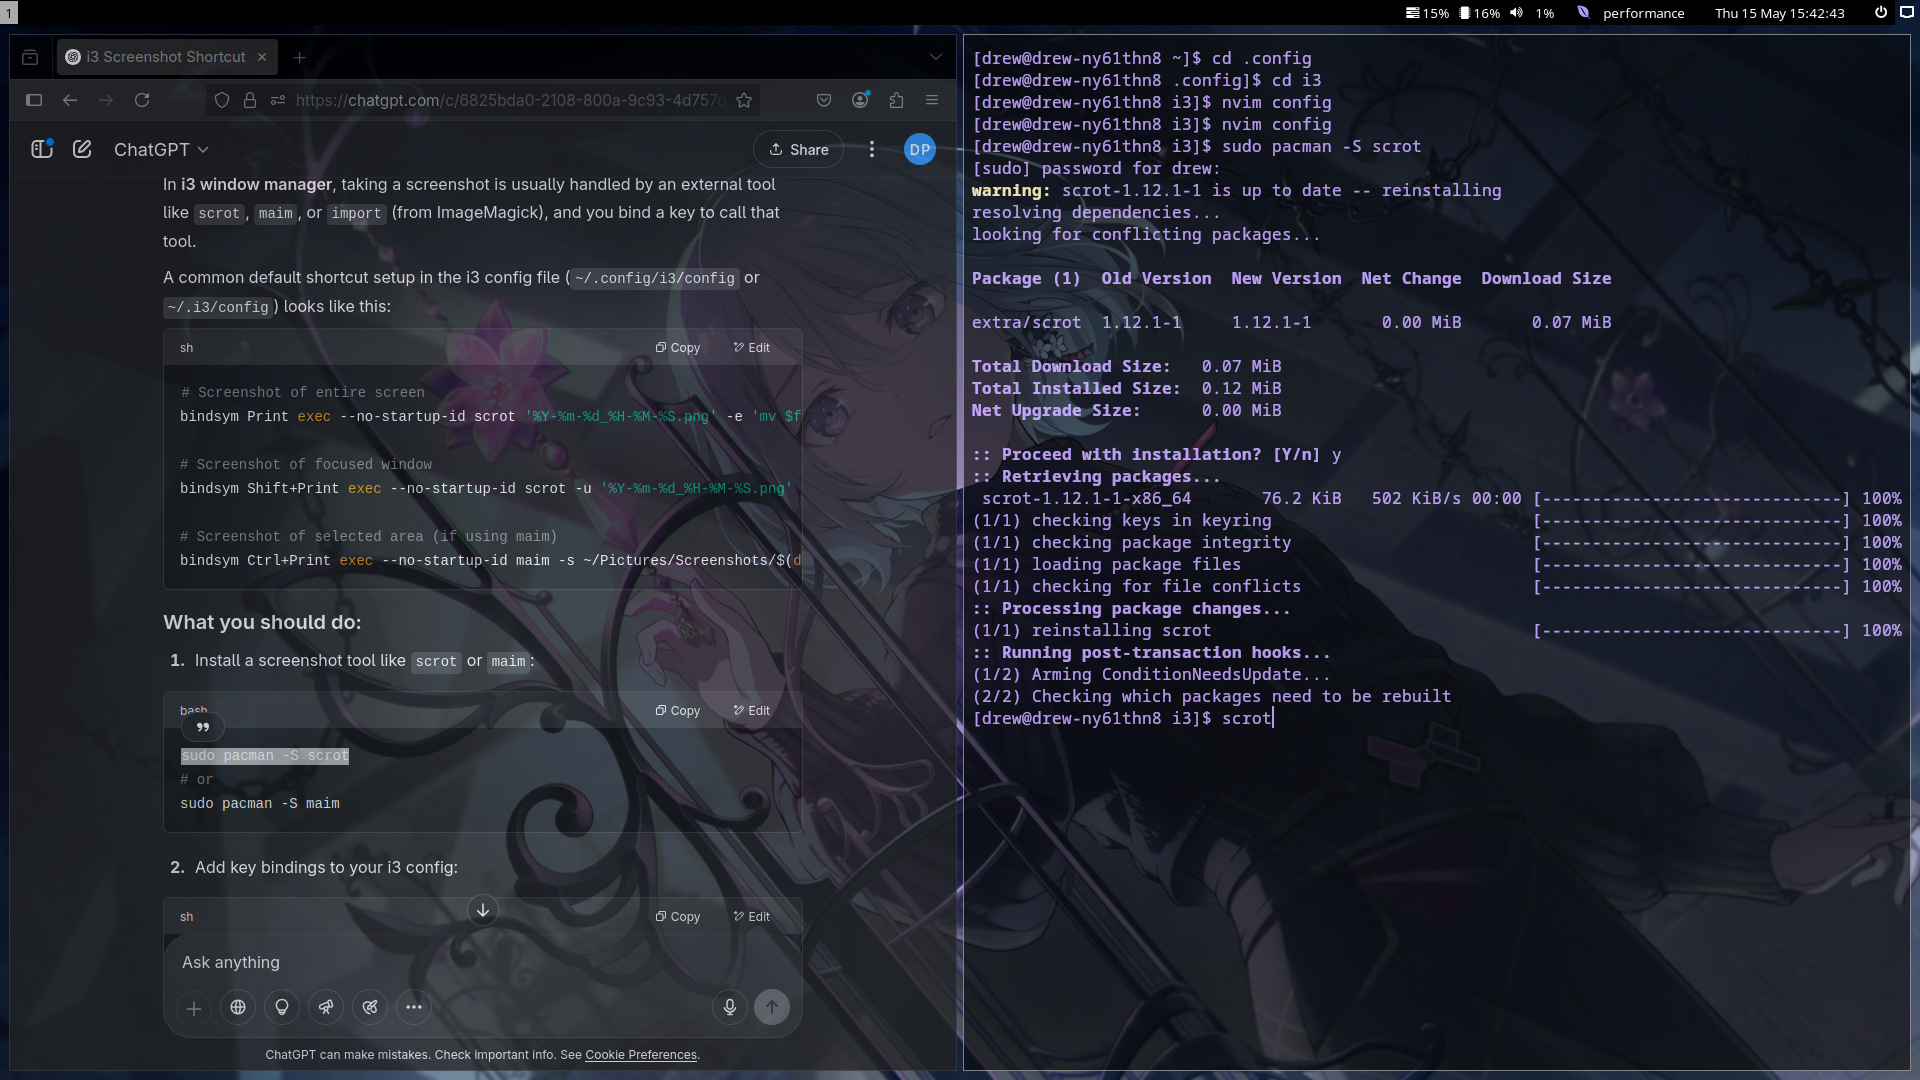 1
15%
16%
1%
performance
Thu 15 May 15:42:43
i3 Screenshot Shortcut
https://chatgpt.com/c/6825bda0-2108-800a-9c93-4d757d
ChatGPT
Share
DP
In i3 window manager, taking a screenshot is usually handled by an external tool
like scrot, maim, or import (from ImageMagick), and you bind a key to call that
tool.
A common default shortcut setup in the i3 config file (~/.config/i3/config or
~/.i3/config) looks like this:
sh
Copy
Edit
# Screenshot of entire screen
bindsym Print exec --no-startup-id scrot '%Y-%m-%d_%H-%M-%S.png' -e 'mv $f
# Screenshot of focused window
bindsym Shift+Print exec --no-startup-id scrot -u '%Y-%m-%d_%H-%M-%S.png'
# Screenshot of selected area (if using maim)
bindsym Ctrl+Print exec --no-startup-id maim -s ~/Pictures/Screenshots/$(d
What you should do:
1. Install a screenshot tool like scrot or maim:
bash
Copy
Edit
sudo pacman -S scrot
# or
sudo pacman -S maim
2. Add key bindings to your i3 config:
sh
Copy
Edit
Ask anything
ChatGPT can make mistakes. Check important info. See Cookie Preferences.
[drew@drew-ny61thn8 ~]$ cd .config
[drew@drew-ny61thn8 .config]$ cd i3
[drew@drew-ny61thn8 i3]$ nvim config
[drew@drew-ny61thn8 i3]$ nvim config
[drew@drew-ny61thn8 i3]$ sudo pacman -S scrot
[sudo] password for drew:
warning: scrot-1.12.1-1 is up to date -- reinstalling
resolving dependencies...
looking for conflicting packages...
Package (1)  Old Version  New Version  Net Change  Download Size
extra/scrot  1.12.1-1     1.12.1-1       0.00 MiB       0.07 MiB
Total Download Size:   0.07 MiB
Total Installed Size:  0.12 MiB
Net Upgrade Size:      0.00 MiB
:: Proceed with installation? [Y/n] y
:: Retrieving packages...
scrot-1.12.1-1-x86_64       76.2 KiB   502 KiB/s 00:00 [------------------------------] 100%
(1/1) checking keys in keyring                          [------------------------------] 100%
(1/1) checking package integrity                        [------------------------------] 100%
(1/1) loading package files                             [------------------------------] 100%
(1/1) checking for file conflicts                       [------------------------------] 100%
:: Processing package changes...
(1/1) reinstalling scrot                                [------------------------------] 100%
:: Running post-transaction hooks...
(1/2) Arming ConditionNeedsUpdate...
(2/2) Checking which packages need to be rebuilt
[drew@drew-ny61thn8 i3]$ scrot